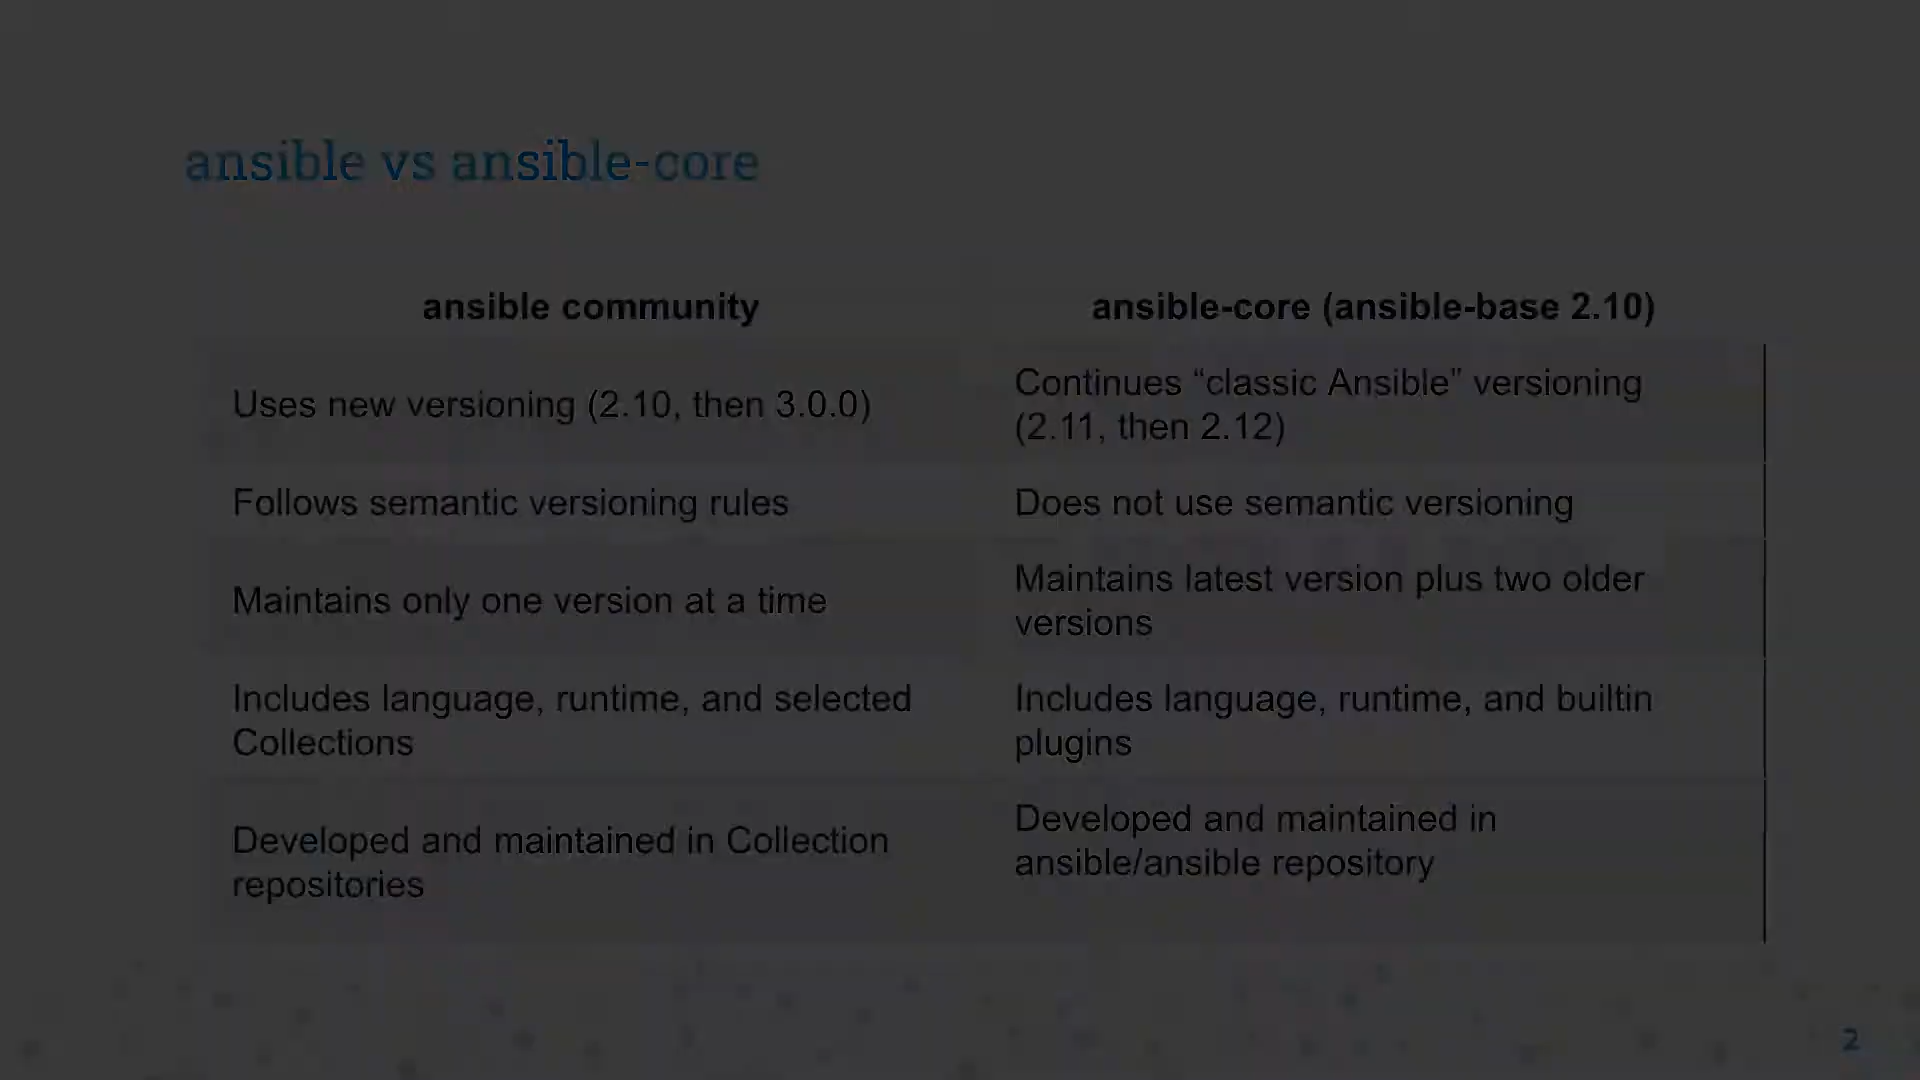 ansible vs ansible-core
ansible community
ansible-core (ansible-base 2.10)
Uses new versioning (2.10, then 3.0.0)
Continues “classic Ansible” versioning
(2.11, then 2.12)
Follows semantic versioning rules
Does not use semantic versioning
Maintains only one version at a time
Maintains latest version plus two older
versions
Includes language, runtime, and selected
Collections
Includes language, runtime, and builtin
plugins
Developed and maintained in Collection
repositories
Developed and maintained in
ansible/ansible repository
2